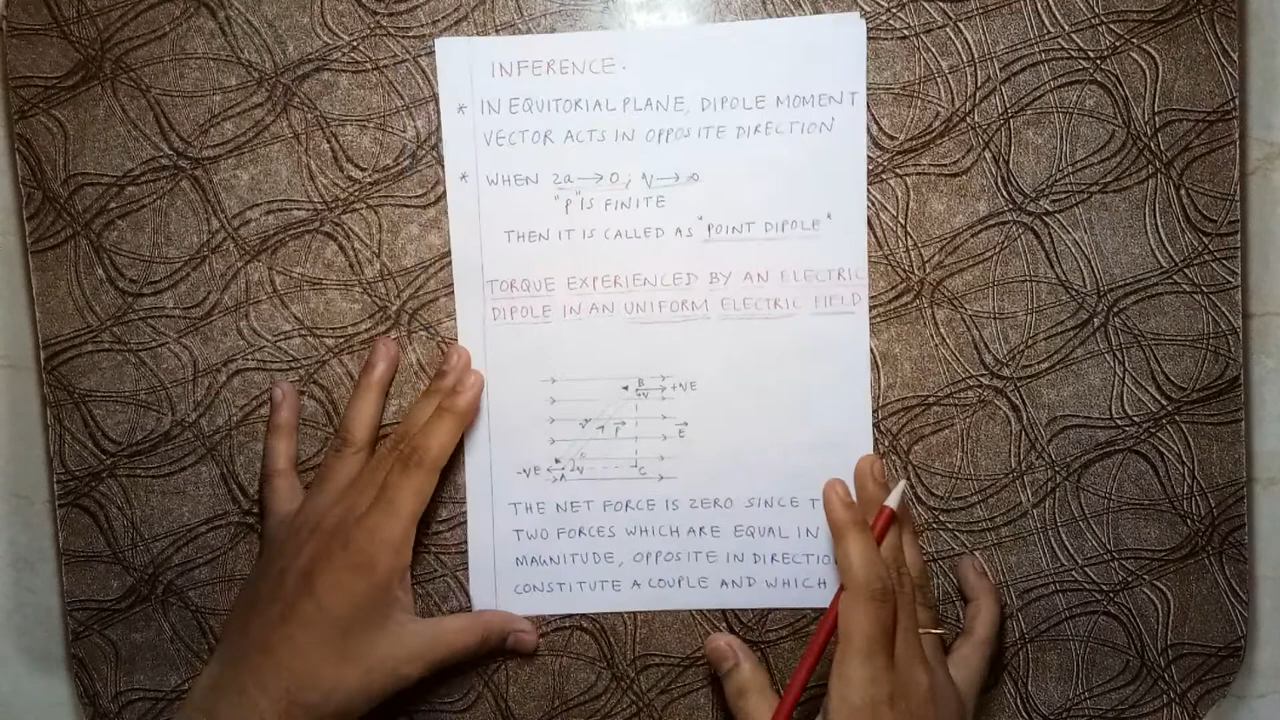 INFERENCE.
* IN EQUITORIAL PLANE, DIPOLE MOMENT
VECTOR ACTS IN OPPOSITE DIRECTION
* WHEN 2a → 0; q → ∞
"P" IS FINITE
THEN IT IS CALLED AS "POINT DIPOLE"
TORQUE EXPERIENCED BY AN ELECTRIC
DIPOLE IN AN UNIFORM ELECTRIC FIELD
B
+qE
+q
P
E
-qE
A
C
THE NET FORCE IS ZERO SINCE T
TWO FORCES WHICH ARE EQUAL IN
MAGNITUDE, OPPOSITE IN DIRECTIO
CONSTITUTE A COUPLE AND WHICH